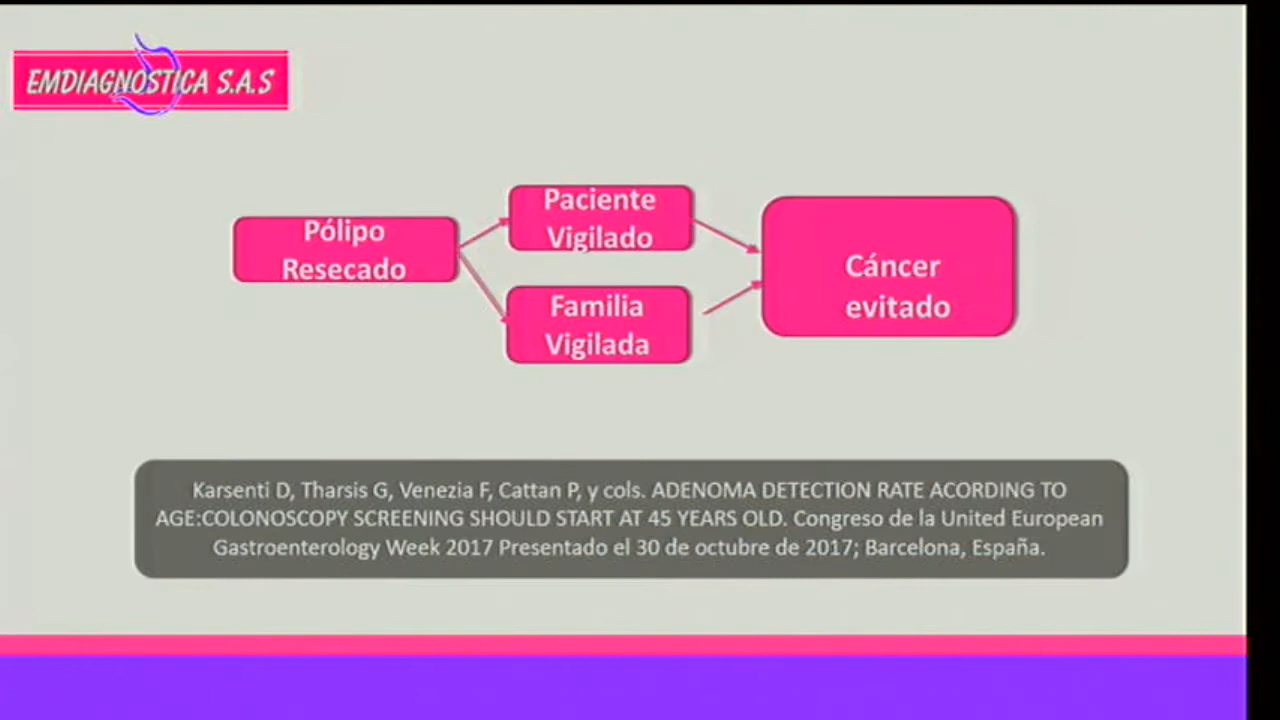 EMDIAGNOSTICA S.A.S
Pólipo
Resecado
Paciente
Vigilado
Familia
Vigilada
Cáncer
evitado
Karsenti D, Tharsis G, Venezia F, Cattan P, y cols. ADENOMA DETECTION RATE ACORDING TO
AGE:COLONOSCOPY SCREENING SHOULD START AT 45 YEARS OLD. Congreso de la United European
Gastroenterology Week 2017 Presentado el 30 de octubre de 2017; Barcelona, España.